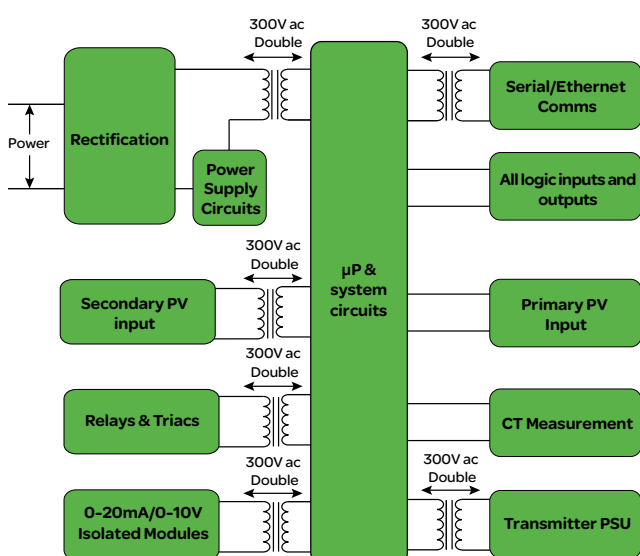 300V ac
Double
300V ac
Double
Rectification
Serial/Ethernet
Comms
Power
Power
Supply
Circuits
All logic inputs and
outputs
300V ac
Double
µP &
system
circuits
Secondary PV
input
Primary PV
Input
300V ac
Double
Relays & Triacs
CT Measurement
300V ac
Double
300V ac
Double
0-20mA/0-10V
Isolated Modules
Transmitter PSU